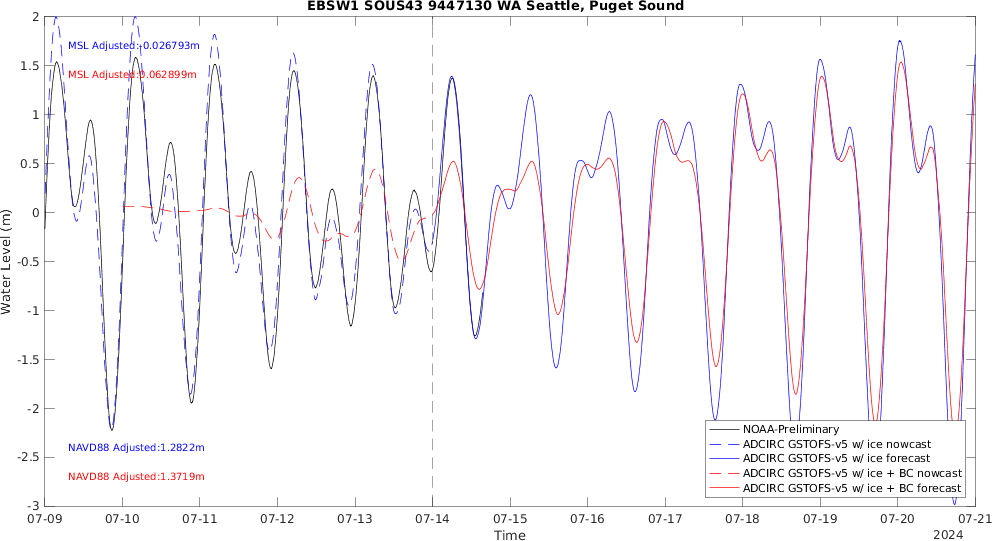 EBSW1 SOUS43 9447130 WA Seattle, Puget Sound
2
1.5
1
0.5
0
-0.5
-1
-1.5
-2
-2.5
-3
Water Level (m)
MSL Adjusted:-0.026793m
MSL Adjusted:0.062899m
NAVD88 Adjusted:1.2822m
NAVD88 Adjusted:1.3719m
NOAA-Preliminary
ADCIRC GSTOFS-v5 w/ ice nowcast
ADCIRC GSTOFS-v5 w/ ice forecast
ADCIRC GSTOFS-v5 w/ ice + BC nowcast
ADCIRC GSTOFS-v5 w/ ice + BC forecast
07-09 07-10 07-11 07-12 07-13 07-14 07-15 07-16 07-17 07-18 07-19 07-20 07-21
Time
2024